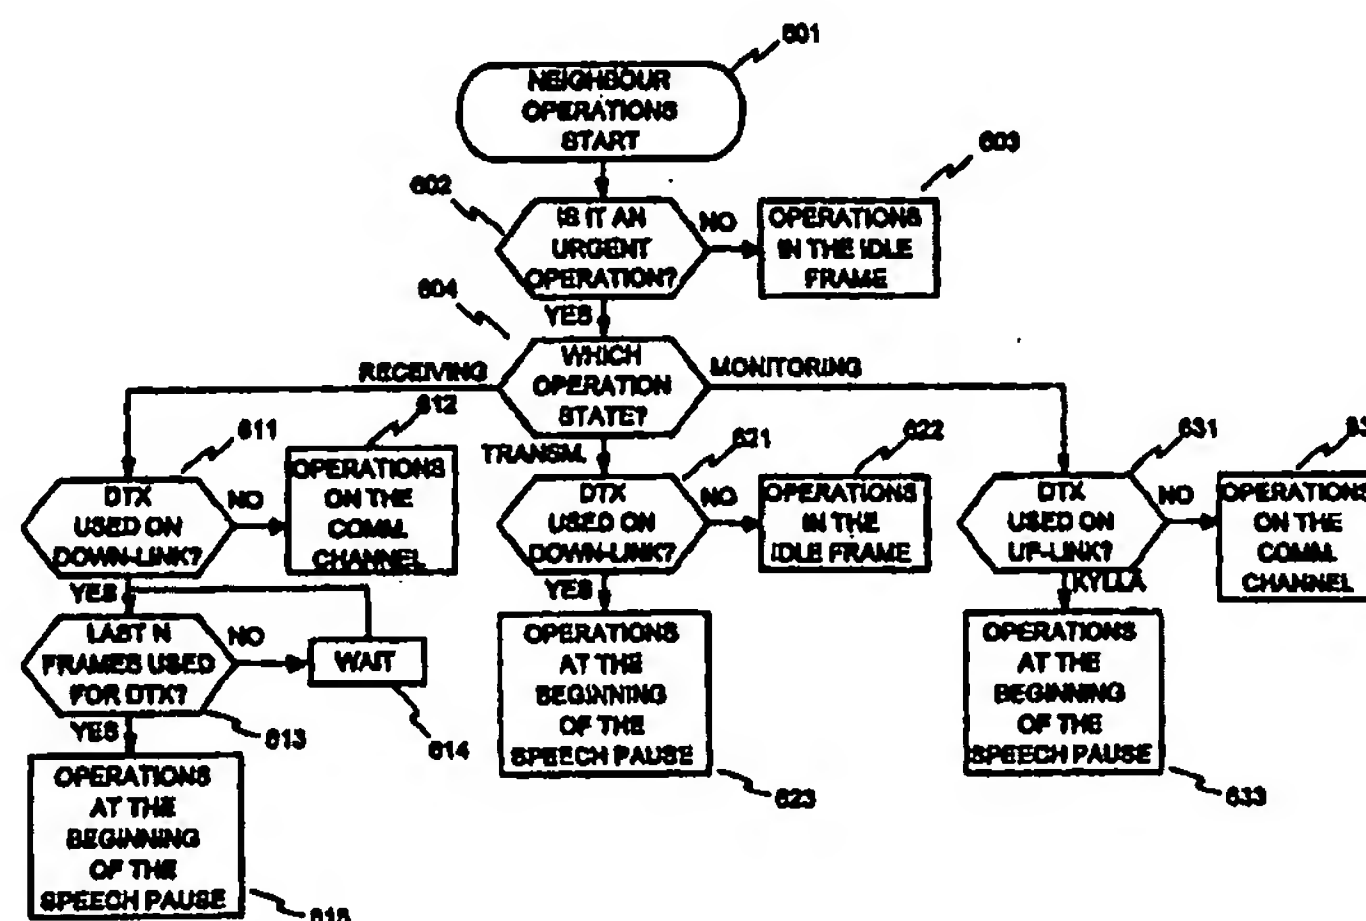 601
NEIGHBOUR
OPERATIONS
START
602
IS IT AN
URGENT
OPERATION?
NO
603
OPERATIONS
IN THE IDLE
FRAME
YES
604
WHICH
OPERATION
STATE?
RECEIVING
TRANSM.
MONITORING
611
DTX
USED ON
DOWN-LINK?
NO
612
OPERATIONS
ON THE
COMM.
CHANNEL
YES
LAST N
FRAMES USED
FOR DTX?
613
NO
WAIT
614
YES
OPERATIONS
AT THE
BEGINNING
OF THE
SPEECH PAUSE
615
621
DTX
USED ON
DOWN-LINK?
NO
622
OPERATIONS
IN THE
IDLE FRAME
YES
OPERATIONS
AT THE
BEGINNING
OF THE
SPEECH PAUSE
623
631
DTX
USED ON
UP-LINK?
NO
OPERATIONS
ON THE
COMM.
CHANNEL
KYLLÄ
OPERATIONS
AT THE
BEGINNING
OF THE
SPEECH PAUSE
633